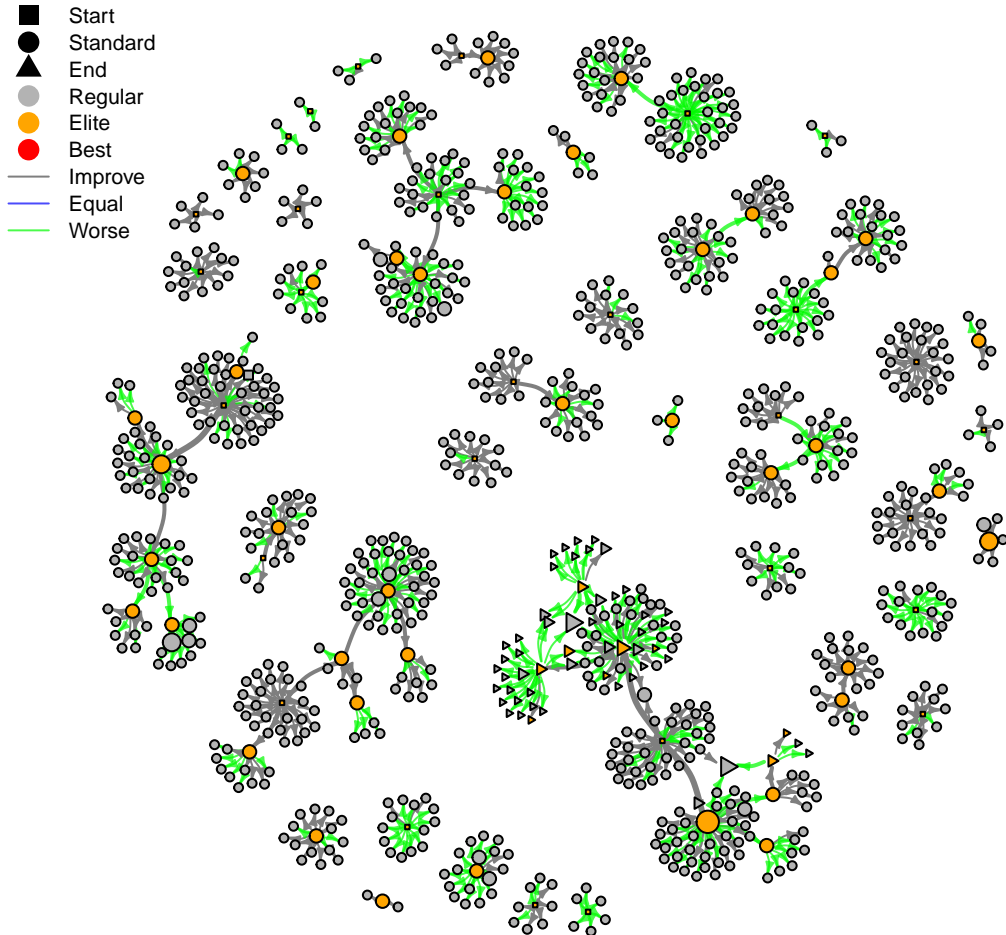 Start
Standard
End
Regular
Elite
Best
Improve
Equal
Worse